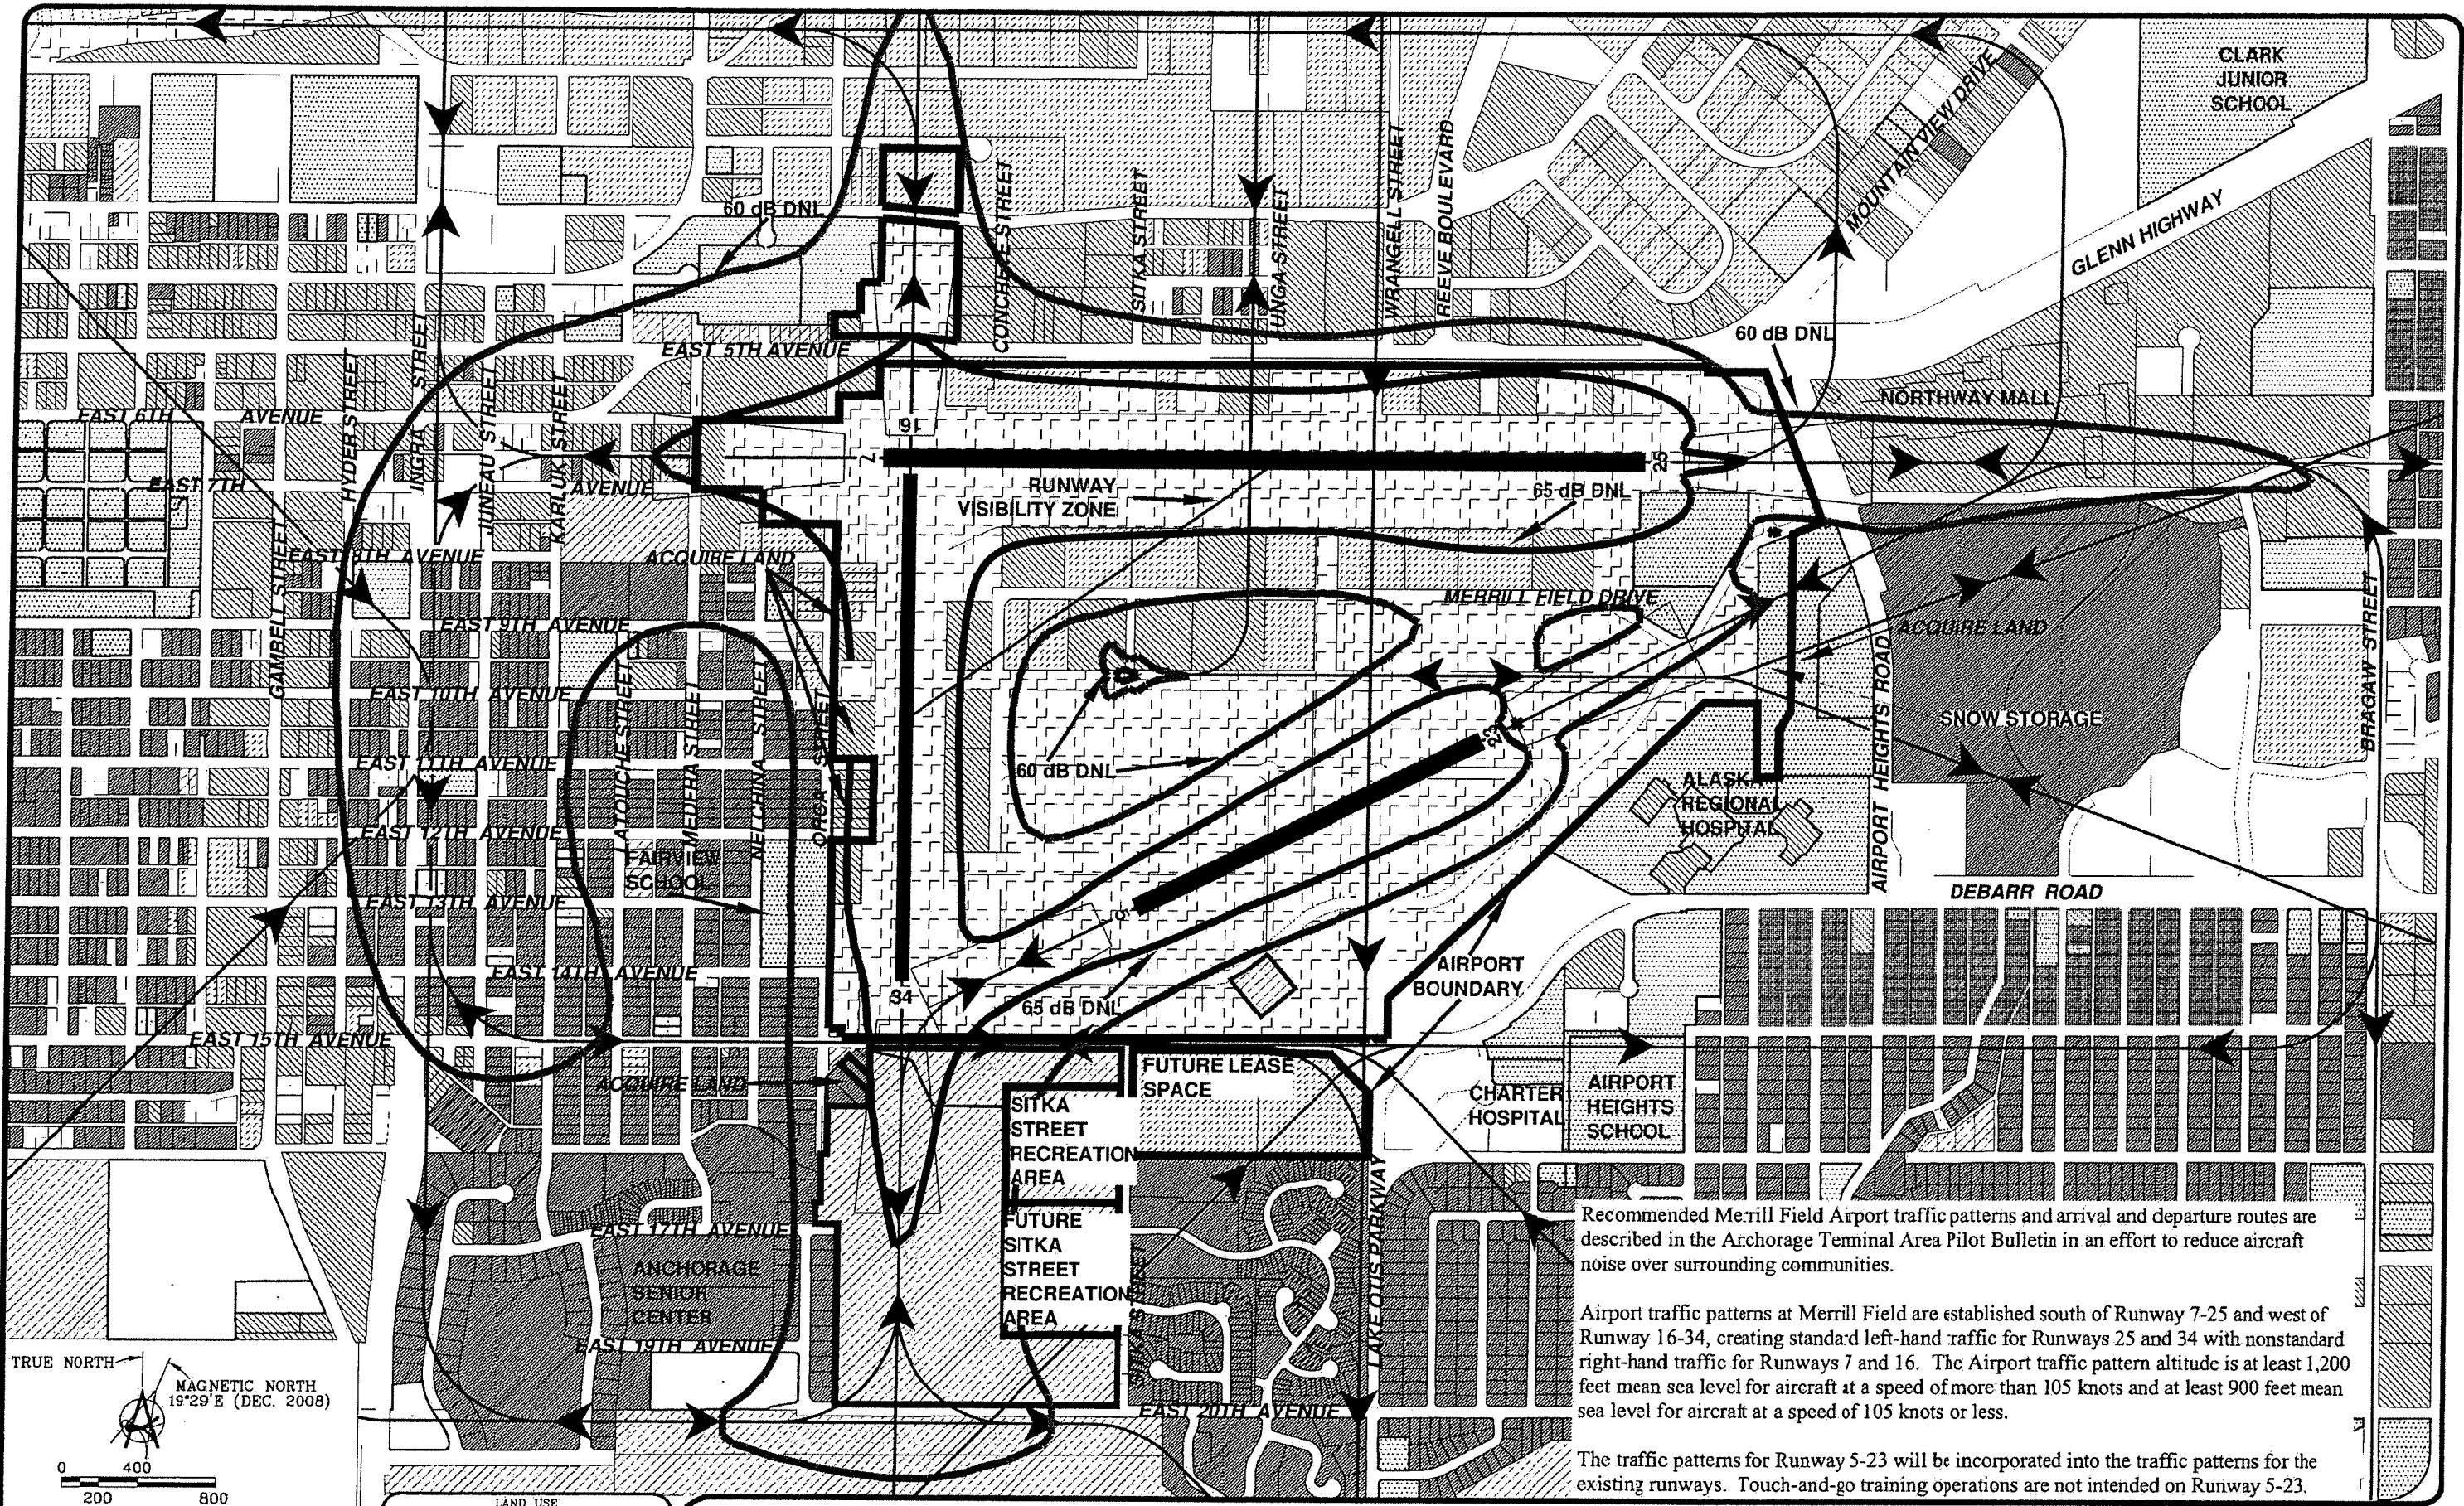 CLARK
JUNIOR
SCHOOL
MOUNTAIN VIEW DRIVE
GLENN HIGHWAY
60 dB DNL
CONCRETE STREET
SITKA STREET
UNGA STREET
WRANGELL STREET
REEVE BOULEVARD
60 dB DNL
EAST 5TH AVENUE
NORTHWAY MALL
HYDER STREET
INGRA STREET
JUNEAU STREET
KARLUK STREET
EAST 6TH AVENUE
EAST 7TH AVENUE
16
7
25
RUNWAY
VISIBILITY ZONE
65 dB DNL
GAMBELL STREET
EAST 8TH AVENUE
ACQUIRE LAND
MERRILL FIELD DRIVE
EAST 9TH AVENUE
ACQUIRE LAND
AIRPORT HEIGHTS ROAD
BRAGAW STREET
EAST 10TH AVENUE
LATOUCHE STREET
MEDFRA STREET
NELCHINA STREET
ORCA STREET
SNOW STORAGE
23
60 dB DNL
EAST 11TH AVENUE
ALASKA
REGIONAL
HOSPITAL
EAST 12TH AVENUE
FAIRVIEW
SCHOOL
DEBARR ROAD
EAST 13TH AVENUE
5
EAST 14TH AVENUE
AIRPORT
BOUNDARY
34
65 dB DNL
EAST 15TH AVENUE
ACQUIRE LAND
FUTURE LEASE
SPACE
SITKA
STREET
RECREATION
AREA
CHARTER
HOSPITAL
AIRPORT
HEIGHTS
SCHOOL
LAKE OTIS PARKWAY
FUTURE
SITKA
STREET
RECREATION
AREA
SITKA STREET
EAST 17TH AVENUE
ANCHORAGE
SENIOR
CENTER
EAST 19TH AVENUE
EAST 20TH AVENUE
Recommended Merrill Field Airport traffic patterns and arrival and departure routes are
described in the Anchorage Terminal Area Pilot Bulletin in an effort to reduce aircraft
noise over surrounding communities.
Airport traffic patterns at Merrill Field are established south of Runway 7-25 and west of
Runway 16-34, creating standard left-hand traffic for Runways 25 and 34 with nonstandard
right-hand traffic for Runways 7 and 16. The Airport traffic pattern altitude is at least 1,200
feet mean sea level for aircraft at a speed of more than 105 knots and at least 900 feet mean
sea level for aircraft at a speed of 105 knots or less.
The traffic patterns for Runway 5-23 will be incorporated into the traffic patterns for the
existing runways. Touch-and-go training operations are not intended on Runway 5-23.
TRUE NORTH
MAGNETIC NORTH
19°29'E (DEC. 2008)
0 400
200 800
LAND USE